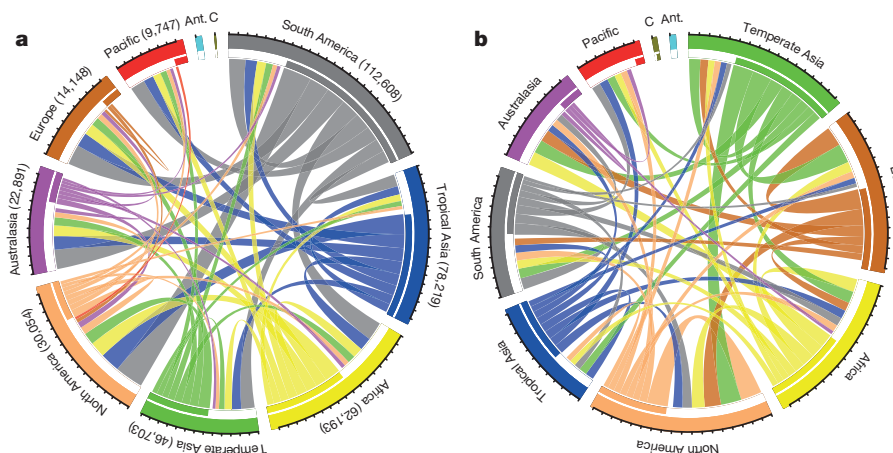 a
Ant. C
Pacific (9,747)
South America (112,608)
Europe (14,148)
Tropical Asia (78,219)
Australasia (22,891)
North America (30,054)
Africa (62,193)
Temperate Asia (46,703)
b
C Ant.
Pacific
Temperate Asia
Australasia
South America
Tropical Asia
Africa
North America